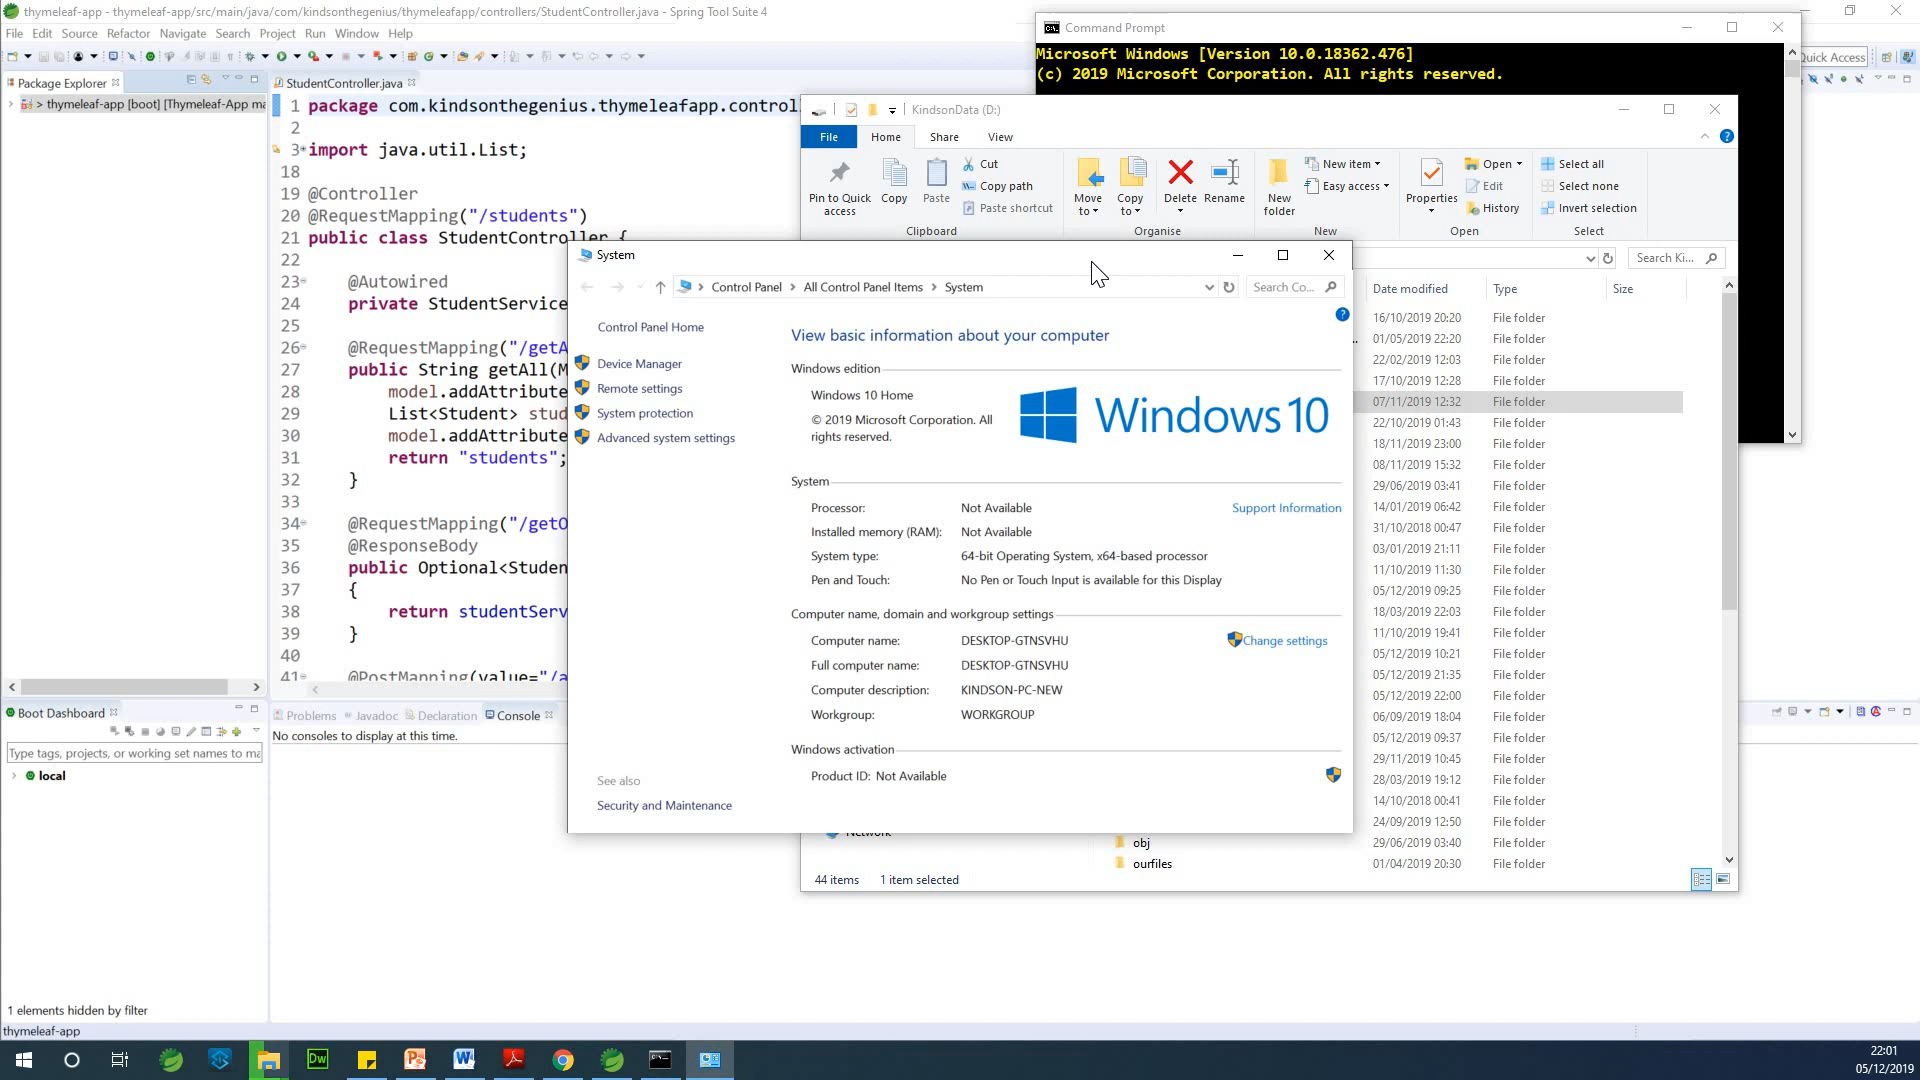 thymeleaf-app - thymeleaf-app/src/main/java/com/kindsonthegenius/thymeleafapp/controllers/StudentController.java - Spring Tool Suite 4
File Edit Source Refactor Navigate Search Project Run Window Help
Quick Access
Package Explorer
> thymeleaf-app [boot] [Thymeleaf-App ma
StudentController.java
1 package com.kindsonthegenius.thymeleafapp.control
2
3 import java.util.List;
18
19 @Controller
20 @RequestMapping("/students")
21 public class StudentController {
22
23 @Autowired
24 private StudentService
25
26 @RequestMapping("/getA
27 public String getAll(M
28 model.addAttribute
29 List<Student> stud
30 model.addAttribute
31 return "students";
32 }
33
34 @RequestMapping("/getO
35 @ResponseBody
36 public Optional<Studen
37 {
38 return studentServ
39 }
40
41 @PostMapping(value="/a
Boot Dashboard
Type tags, projects, or working set names to ma
local
1 elements hidden by filter
thymeleaf-app
Problems Javadoc Declaration Console
No consoles to display at this time.
Command Prompt
Microsoft Windows [Version 10.0.18362.476]
(c) 2019 Microsoft Corporation. All rights reserved.
KindsonData (D:)
File Home Share View
Pin to Quick access
Copy
Paste
Cut
Copy path
Paste shortcut
Clipboard
Move to
Copy to
Delete
Rename
Organise
New folder
New item
Easy access
New
Properties
Open
Edit
History
Open
Select all
Select none
Invert selection
Select
Search Ki...
Date modified Type Size
16/10/2019 20:20 File folder
01/05/2019 22:20 File folder
22/02/2019 12:03 File folder
17/10/2019 12:28 File folder
07/11/2019 12:32 File folder
22/10/2019 01:43 File folder
18/11/2019 23:00 File folder
08/11/2019 15:32 File folder
29/06/2019 03:41 File folder
14/01/2019 06:42 File folder
31/10/2018 00:47 File folder
03/01/2019 21:11 File folder
11/10/2019 11:30 File folder
05/12/2019 09:25 File folder
18/03/2019 22:03 File folder
11/10/2019 19:41 File folder
05/12/2019 10:21 File folder
05/12/2019 21:35 File folder
05/12/2019 22:00 File folder
06/09/2019 18:04 File folder
05/12/2019 09:37 File folder
29/11/2019 10:45 File folder
28/03/2019 19:12 File folder
14/10/2018 00:41 File folder
24/09/2019 12:50 File folder
obj 29/06/2019 03:40 File folder
ourfiles 01/04/2019 20:30 File folder
Network
44 items 1 item selected
System
Control Panel > All Control Panel Items > System
Search Co...
Control Panel Home
Device Manager
Remote settings
System protection
Advanced system settings
See also
Security and Maintenance
View basic information about your computer
Windows edition
Windows 10 Home
© 2019 Microsoft Corporation. All
rights reserved.
Windows 10
System
Processor: Not Available
Support Information
Installed memory (RAM): Not Available
System type: 64-bit Operating System, x64-based processor
Pen and Touch: No Pen or Touch Input is available for this Display
Computer name, domain and workgroup settings
Computer name: DESKTOP-GTNSVHU
Change settings
Full computer name: DESKTOP-GTNSVHU
Computer description: KINDSON-PC-NEW
Workgroup: WORKGROUP
Windows activation
Product ID: Not Available
Dw
22:01
05/12/2019